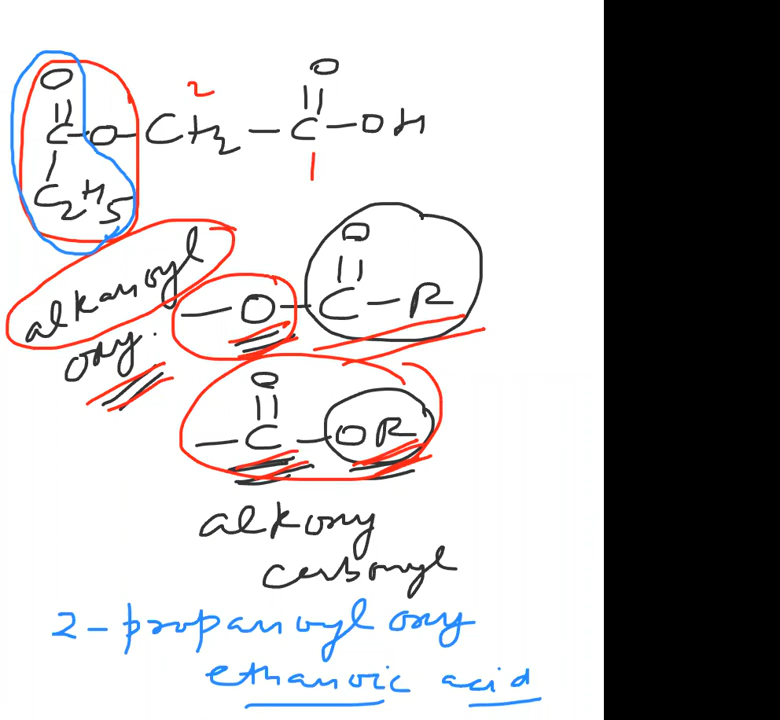 O O
|| 2 ||
C-O-CH2-C-OH
| 1
C2H5
alkanoyl
oxy.
O
||
-O-C-R
O
||
-C-OR
alkoxy
carbonyl
2-propanoyl oxy
ethanoic acid